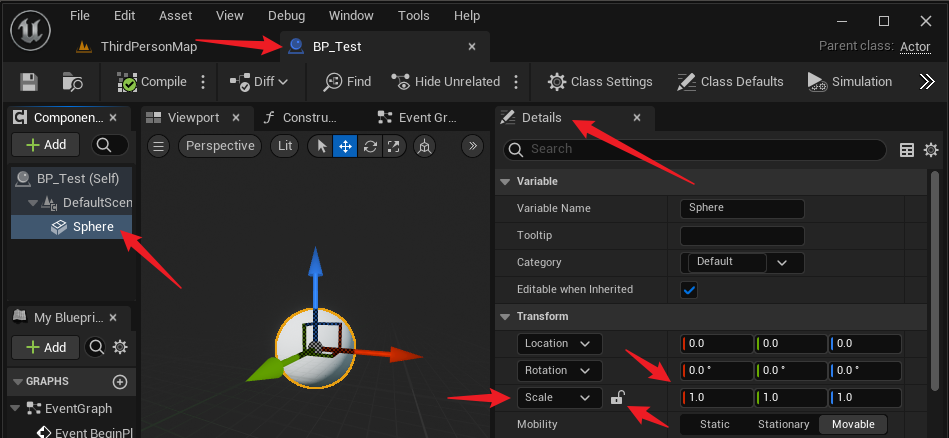 File Edit Asset View Debug Window Tools Help
ThirdPersonMap BP_Test
Parent class: Actor
Compile Diff Find Hide Unrelated Class Settings Class Defaults Simulation
Componen Viewport Constru... Event Gr... Details
Add Perspective Lit Search
BP_Test (Self)
DefaultScen
Sphere
Variable
Variable Name Sphere
Tooltip
Category Default
Editable when Inherited
Transform
My Bluepri..
Add
Location 0.0 0.0 0.0
Rotation 0.0 ° 0.0 ° 0.0 °
GRAPHS
Scale 1.0 1.0 1.0
EventGraph
Mobility Static Stationary Movable
Event BeginPl